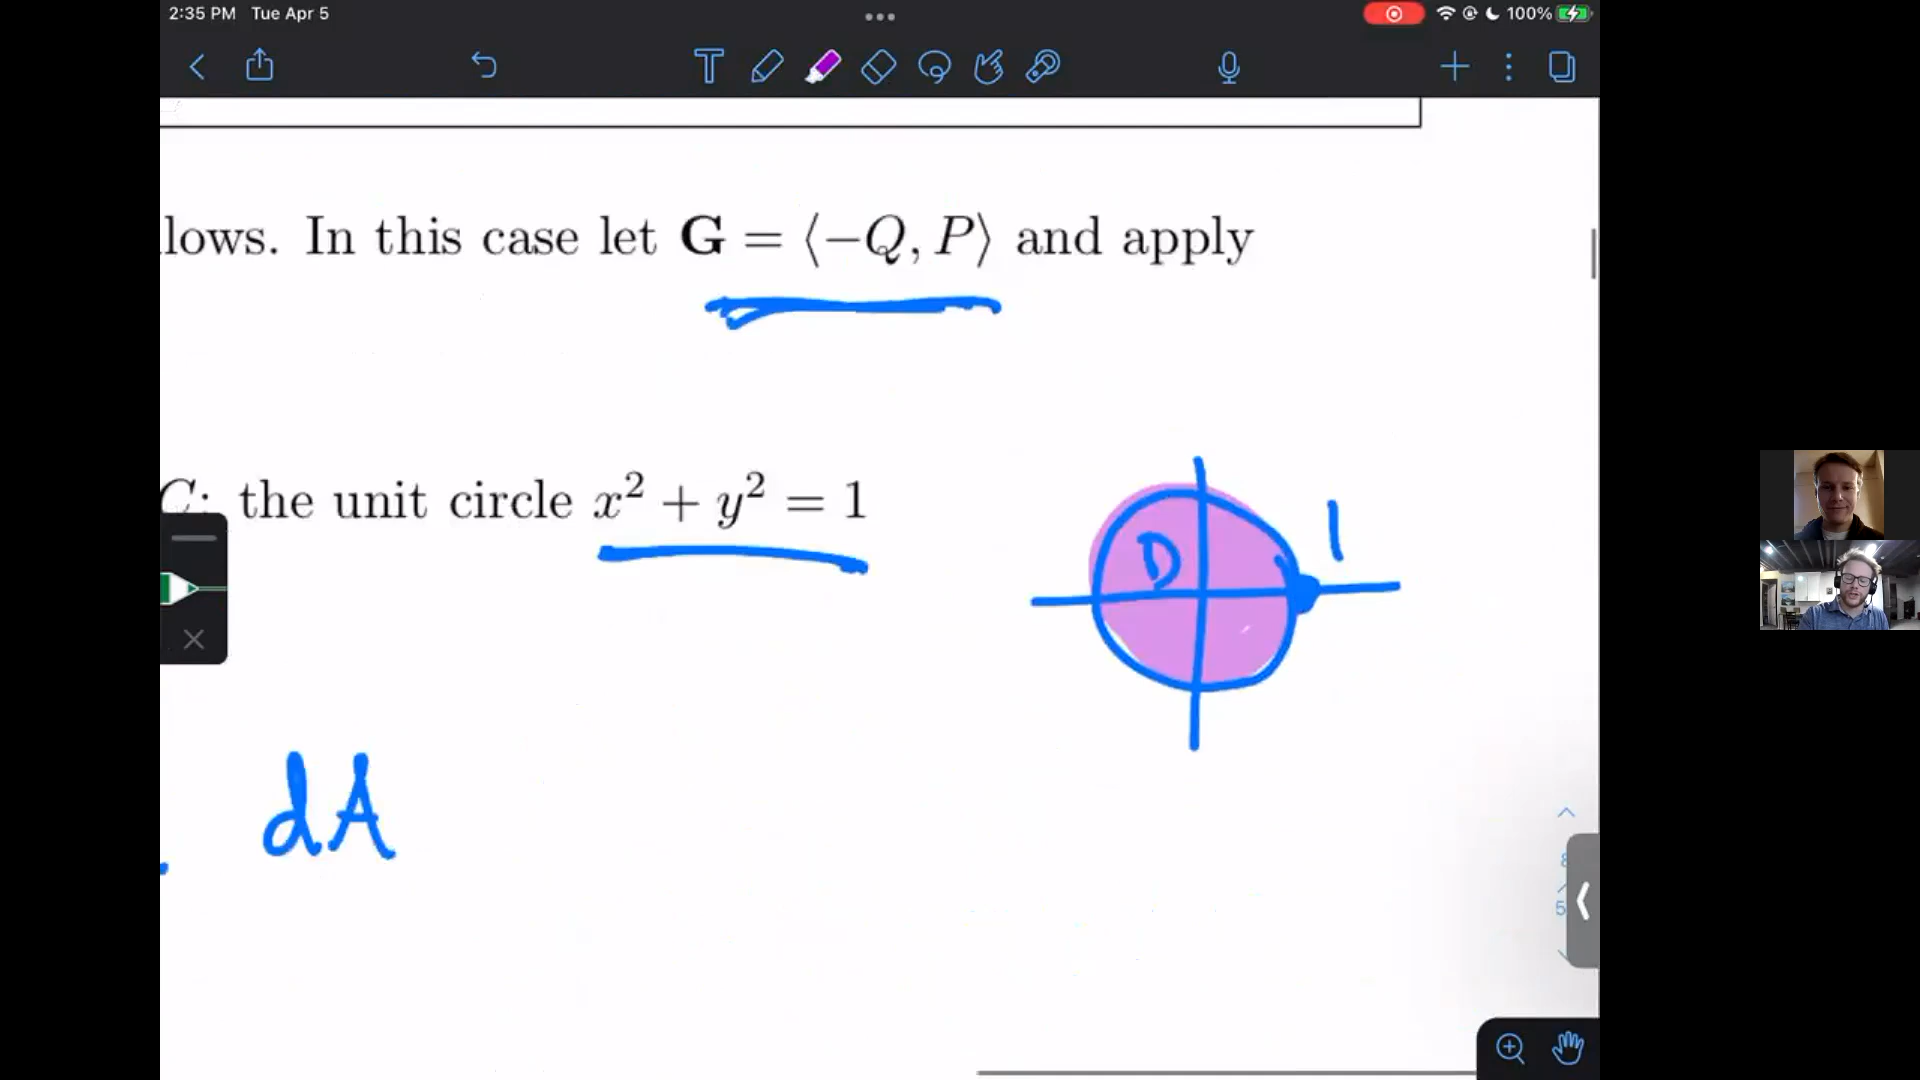 2:35 PM Tue Apr 5
100%
lows. In this case let G = ⟨−Q, P⟩ and apply
C: the unit circle x² + y² = 1
D
1
dA
5